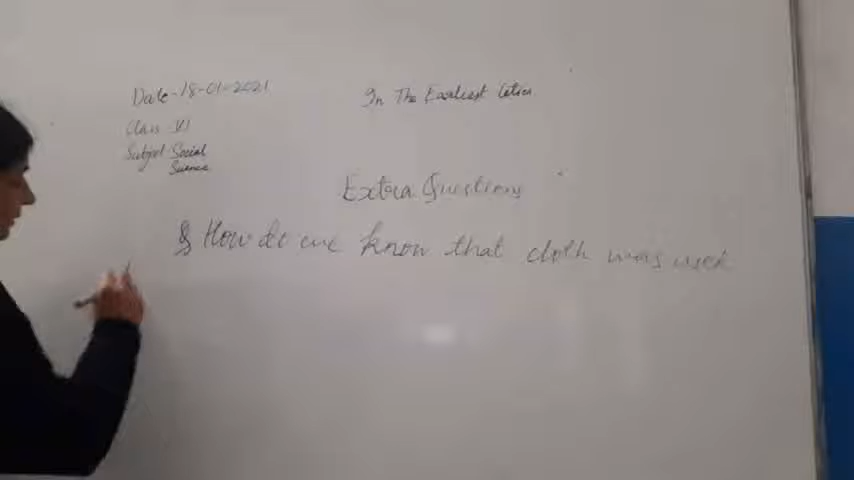 Date-18-01-2021
In The Earliest Cities
Class VI
Subject Social
Science
Extra Questions
Q How do we know that cloth was used